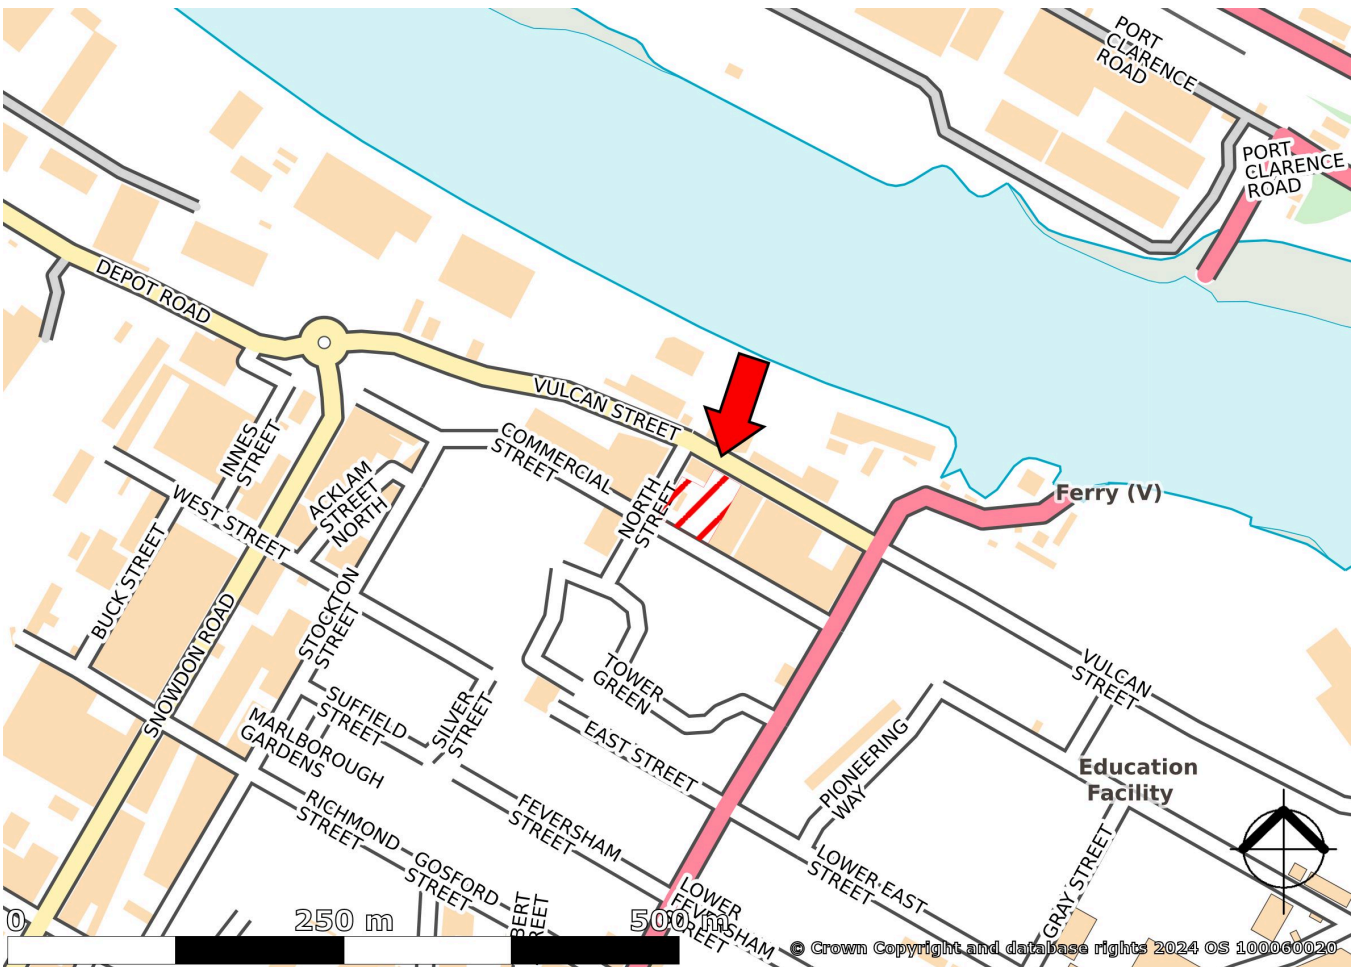 PORT
CLARENCE
ROAD
PORT
CLARENCE
ROAD
DEPOT ROAD
VULCAN STREET
COMMERCIAL
STREET
INNES
STREET
ACKLAM
STREET
NORTH
NORTH
STREET
Ferry (V)
WEST STREET
BUCK STREET
STOCKTON
STREET
SNOWDON ROAD
TOWER
GREEN
VULCAN
STREET
SUFFIELD
STREET
SILVER
STREET
MARLBOROUGH
GARDENS
EAST STREET
PIONEERING
WAY
Education
Facility
RICHMOND
STREET
FEVERSHAM
STREET
GOSFORD
STREET
LOWER EAST
STREET
GRAY STREET
LOWER
FEVERSHAM
STREET
0 250 m 500 m
© Crown Copyright and database rights 2024 OS 100060020